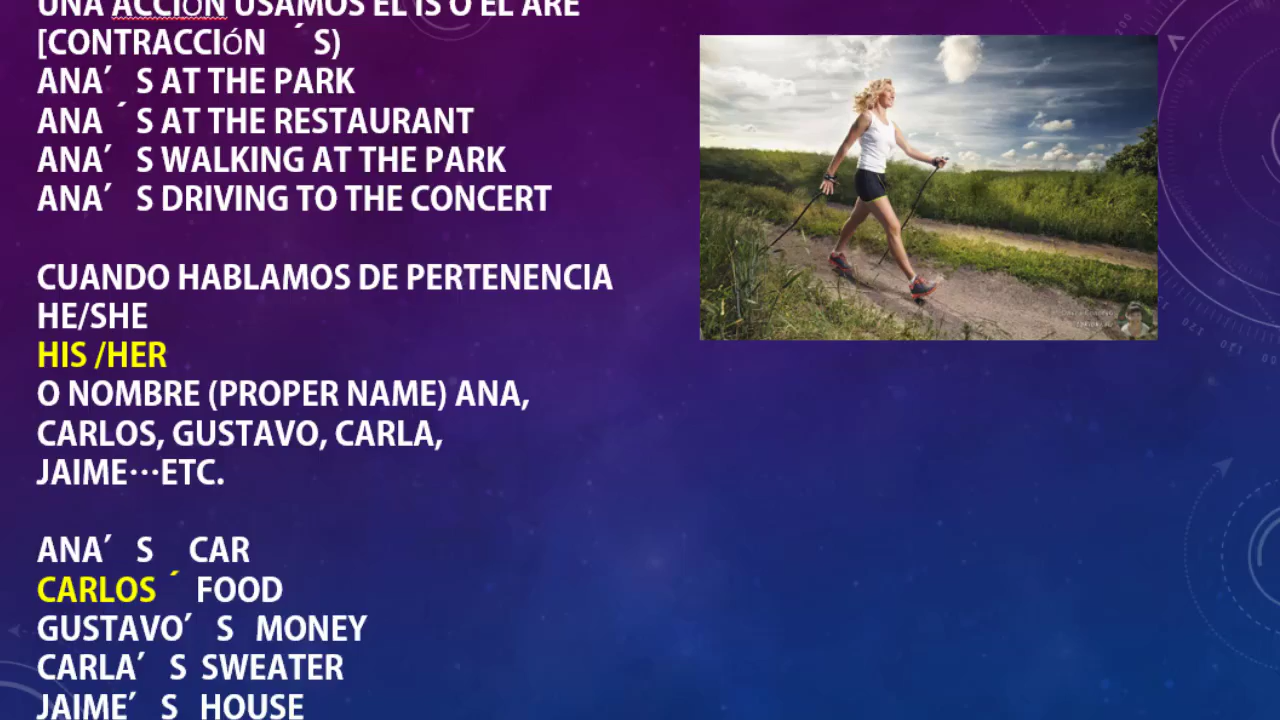 UNA ACCIÓN USAMOS EL IS O EL ARE
[CONTRACCIÓN ´ S)
ANA´ S AT THE PARK
ANA ´ S AT THE RESTAURANT
ANA´ S WALKING AT THE PARK
ANA´ S DRIVING TO THE CONCERT
CUANDO HABLAMOS DE PERTENENCIA
HE/SHE
HIS /HER
O NOMBRE (PROPER NAME) ANA,
CARLOS, GUSTAVO, CARLA,
JAIME…ETC.
ANA´ S CAR
CARLOS ´ FOOD
GUSTAVO´ S MONEY
CARLA´ S SWEATER
JAIME´ S HOUSE